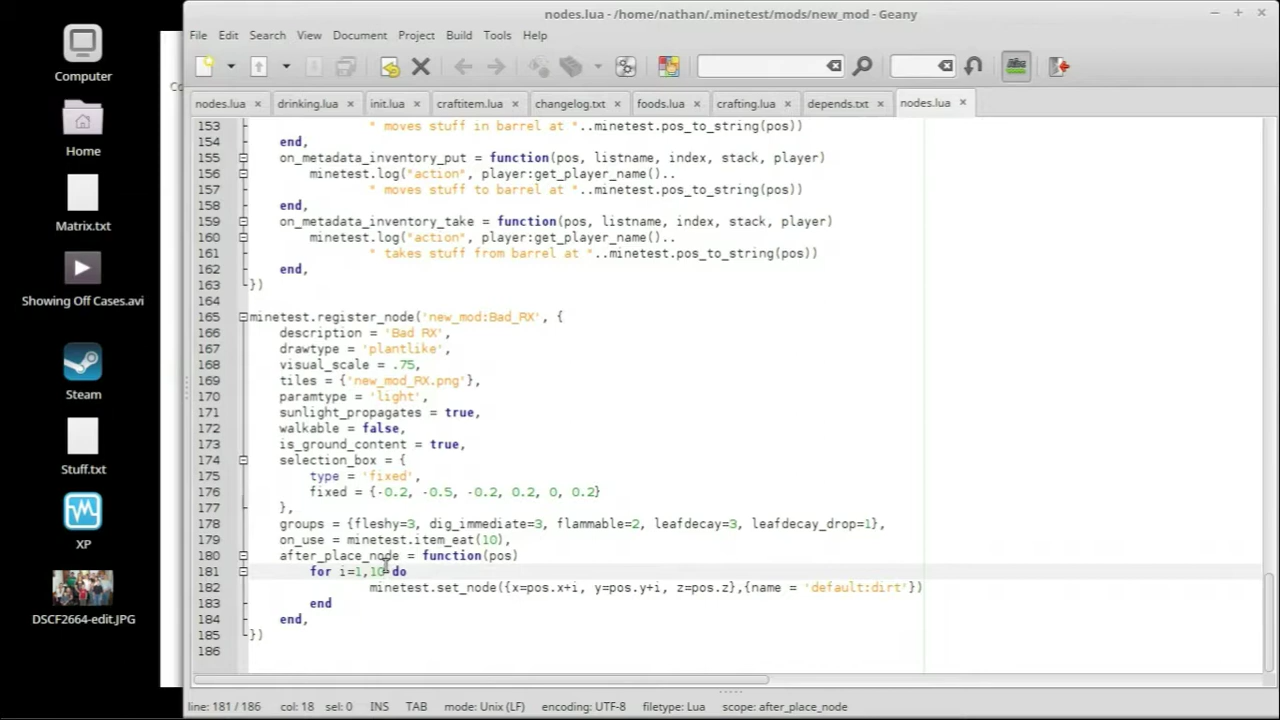 nodes.lua - /home/nathan/.minetest/mods/new_mod - Geany
File Edit Search View Document Project Build Tools Help
nodes.lua drinking.lua init.lua craftitem.lua changelog.txt foods.lua crafting.lua depends.txt nodes.lua
153 " moves stuff in barrel at "..minetest.pos_to_string(pos))
154 end,
155 on_metadata_inventory_put = function(pos, listname, index, stack, player)
156 minetest.log("action", player:get_player_name()..
157 " moves stuff to barrel at "..minetest.pos_to_string(pos))
158 end,
159 on_metadata_inventory_take = function(pos, listname, index, stack, player)
160 minetest.log("action", player:get_player_name()..
161 " takes stuff from barrel at "..minetest.pos_to_string(pos))
162 end,
163 })
164
165 minetest.register_node('new_mod:Bad_RX', {
166 description = 'Bad RX',
167 drawtype = 'plantlike',
168 visual_scale = .75,
169 tiles = {'new_mod_RX.png'},
170 paramtype = 'light',
171 sunlight_propagates = true,
172 walkable = false,
173 is_ground_content = true,
174 selection_box = {
175 type = 'fixed',
176 fixed = {-0.2, -0.5, -0.2, 0.2, 0, 0.2}
177 },
178 groups = {fleshy=3, dig_immediate=3, flammable=2, leafdecay=3, leafdecay_drop=1},
179 on_use = minetest.item_eat(10),
180 after_place_node = function(pos)
181 for i=1,10 do
182 minetest.set_node({x=pos.x+i, y=pos.y+i, z=pos.z},{name = 'default:dirt'})
183 end
184 end,
185 })
186
line: 181 / 186 col: 18 sel: 0 INS TAB mode: Unix (LF) encoding: UTF-8 filetype: Lua scope: after_place_node
Computer
Home
Matrix.txt
Showing Off Cases.avi
Steam
Stuff.txt
XP
DSCF2664-edit.JPG